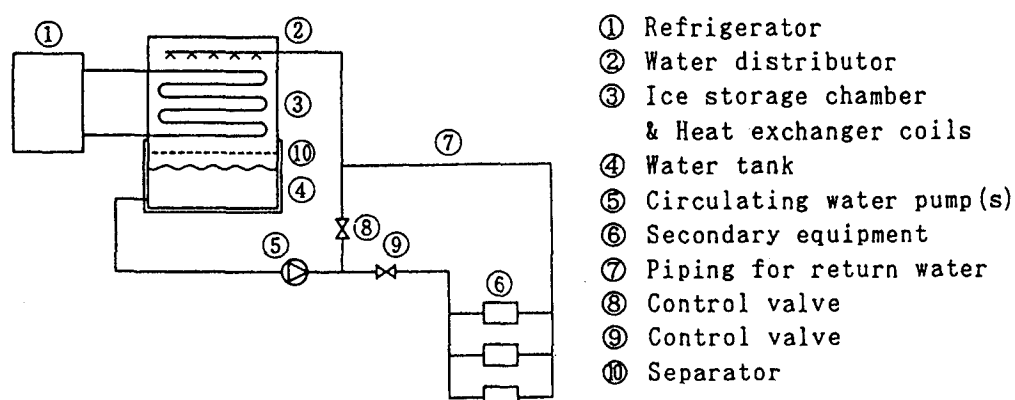 ① ② ③ ⑩ ④ ⑤ ⑥ ⑦ ⑧ ⑨
① Refrigerator
② Water distributor
③ Ice storage chamber
& Heat exchanger coils
④ Water tank
⑤ Circulating water pump(s)
⑥ Secondary equipment
⑦ Piping for return water
⑧ Control valve
⑨ Control valve
⑩ Separator